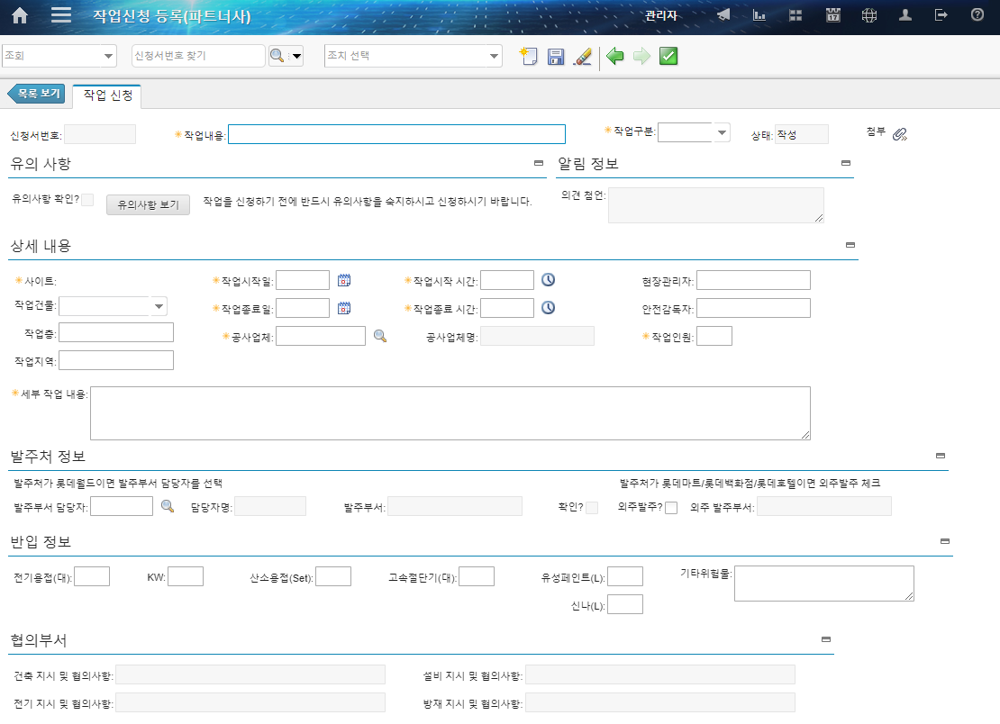 작업신청 등록(파트너사) 관리자 17
조회 신청서번호 찾기 조치 선택
목록 보기 작업 신청
신청서번호: ✳작업내용: ✳작업구분: 상태: 작성 첨부
유의 사항 알림 정보
유의사항 확인? 유의사항 보기 작업을 신청하기 전에 반드시 유의사항을 숙지하시고 신청하시기 바랍니다. 의견 첨언:
상세 내용
✳사이트: ✳작업시작일: ✳작업시작 시간: 현장관리자:
작업건물: ✳작업종료일: ✳작업종료 시간: 안전감독자:
작업층: ✳공사업체: 공사업체명: ✳작업인원:
작업지역:
✳세부 작업 내용:
발주처 정보
발주처가 롯데월드이면 발주부서 담당자를 선택 발주처가 롯데마트/롯데백화점/롯데호텔이면 외주발주 체크
발주부서 담당자: 담당자명: 발주부서: 확인? 외주발주? 외주 발주부서:
반입 정보
전기용접(대): KW: 산소용접(Set): 고속절단기(대): 유성페인트(L): 기타위험물:
신나(L):
협의부서
건축 지시 및 협의사항: 설비 지시 및 협의사항:
전기 지시 및 협의사항: 방재 지시 및 협의사항: